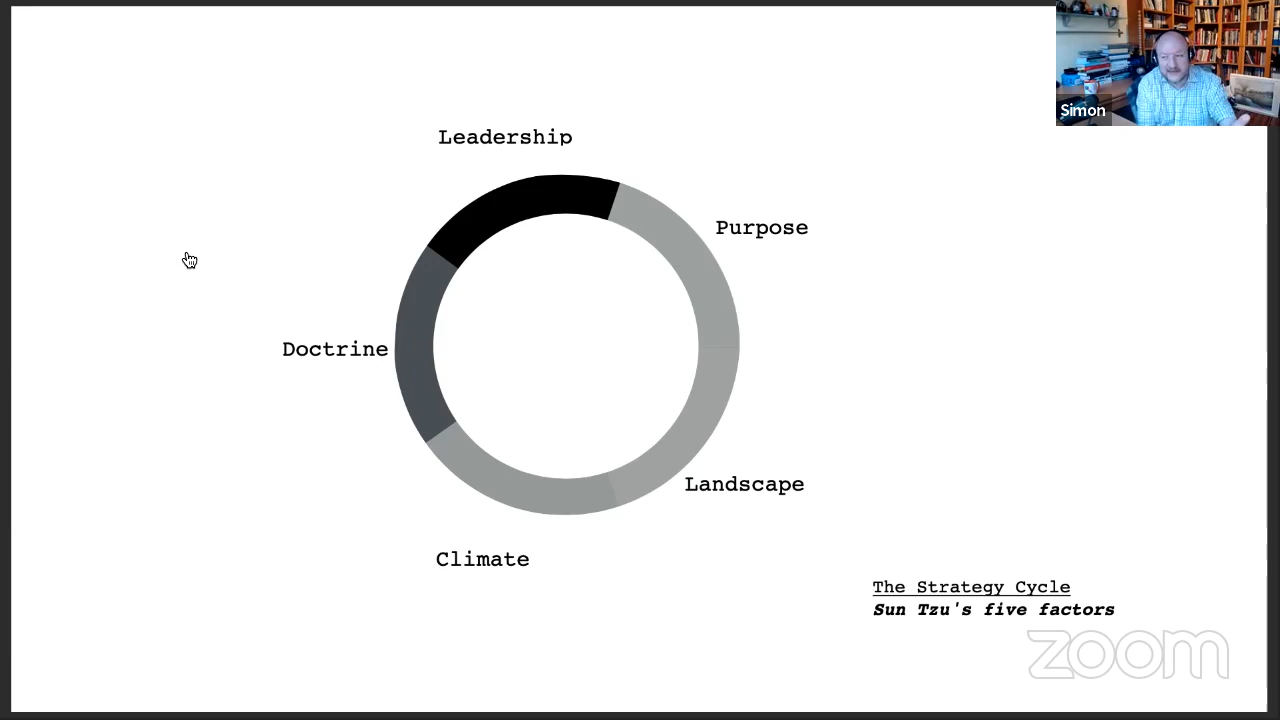 Simon
Leadership
Purpose
Doctrine
Landscape
Climate
The Strategy Cycle
Sun Tzu's five factors
zoom